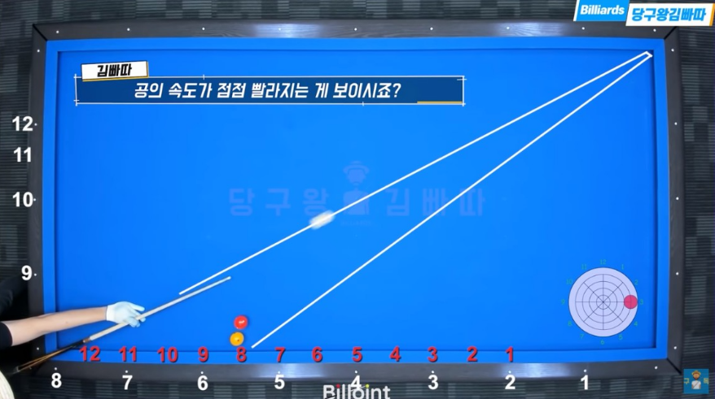 Billiards 당구왕김빠따
김빠따
공의 속도가 점점 빨라지는 게 보이시죠?
12
11
10
9
당구왕 김빠따
12 11 10 9 8 7 6 5 4 3 2 1
8 7 6 5 4 3 2 1
Billpoint